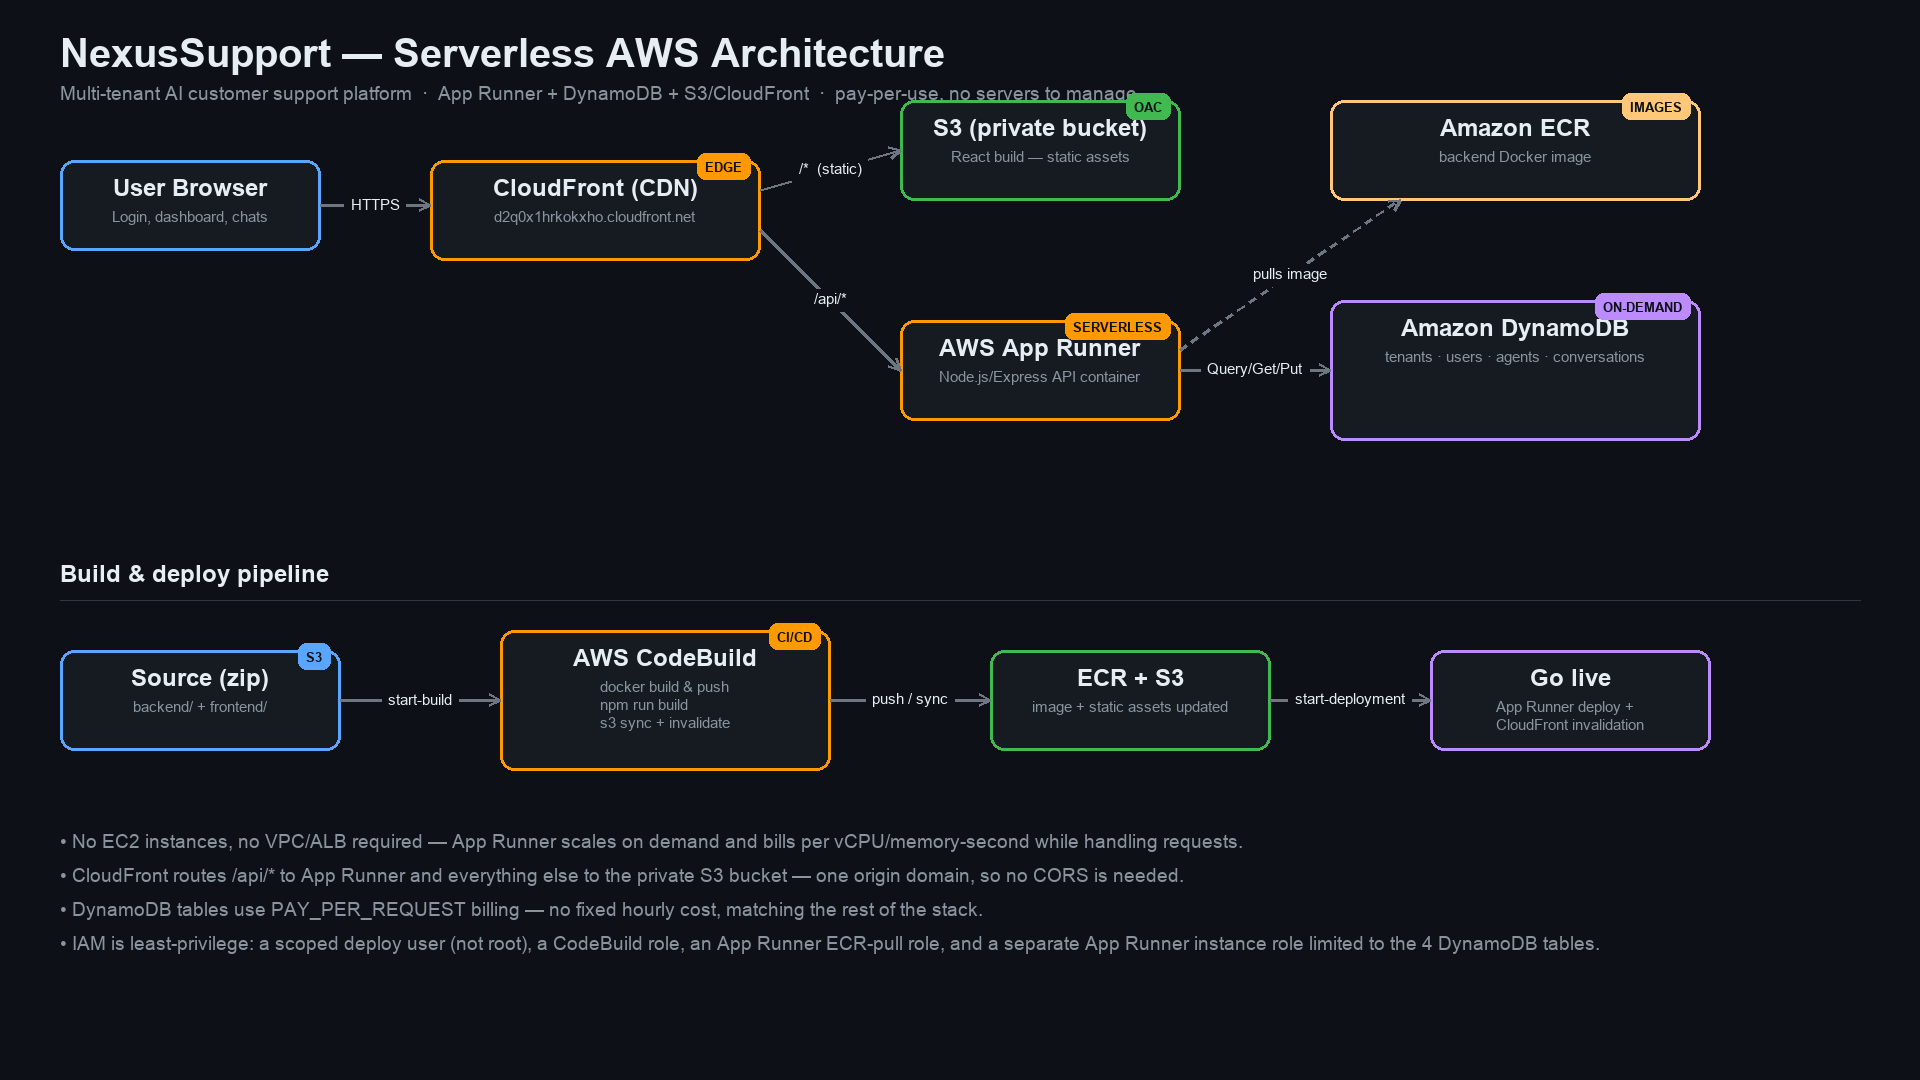 NexusSupport — Serverless AWS Architecture
Multi-tenant AI customer support platform · App Runner + DynamoDB + S3/CloudFront · pay-per-use, no servers to manage
User Browser
Login, dashboard, chats
HTTPS
EDGE
CloudFront (CDN)
d2q0x1hrkokxho.cloudfront.net
/* (static)
/api/*
OAC
S3 (private bucket)
React build — static assets
IMAGES
Amazon ECR
backend Docker image
pulls image
SERVERLESS
AWS App Runner
Node.js/Express API container
Query/Get/Put
ON-DEMAND
Amazon DynamoDB
tenants · users · agents · conversations
Build & deploy pipeline
S3
Source (zip)
backend/ + frontend/
start-build
CI/CD
AWS CodeBuild
docker build & push
npm run build
s3 sync + invalidate
push / sync
ECR + S3
image + static assets updated
start-deployment
Go live
App Runner deploy +
CloudFront invalidation
• No EC2 instances, no VPC/ALB required — App Runner scales on demand and bills per vCPU/memory-second while handling requests.
• CloudFront routes /api/* to App Runner and everything else to the private S3 bucket — one origin domain, so no CORS is needed.
• DynamoDB tables use PAY_PER_REQUEST billing — no fixed hourly cost, matching the rest of the stack.
• IAM is least-privilege: a scoped deploy user (not root), a CodeBuild role, an App Runner ECR-pull role, and a separate App Runner instance role limited to the 4 DynamoDB tables.